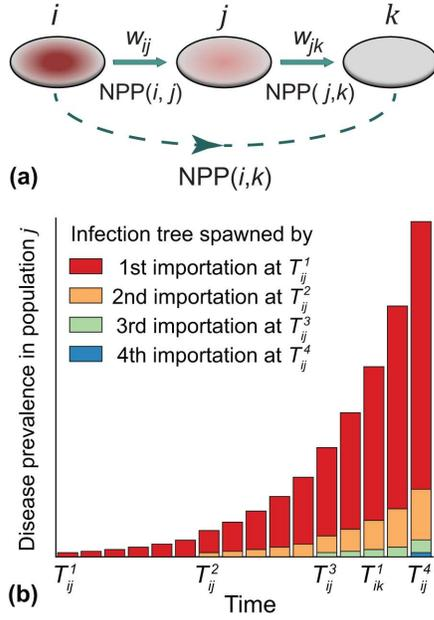 i j k
w_ij w_jk
NPP(i, j) NPP( j,k)
NPP(i,k)
(a)
Disease prevalence in population j
Infection tree spawned by
1st importation at T_ij^1
2nd importation at T_ij^2
3rd importation at T_ij^3
4th importation at T_ij^4
T_ij^1 T_ij^2 T_ij^3 T_ik^1 T_ij^4
(b)
Time